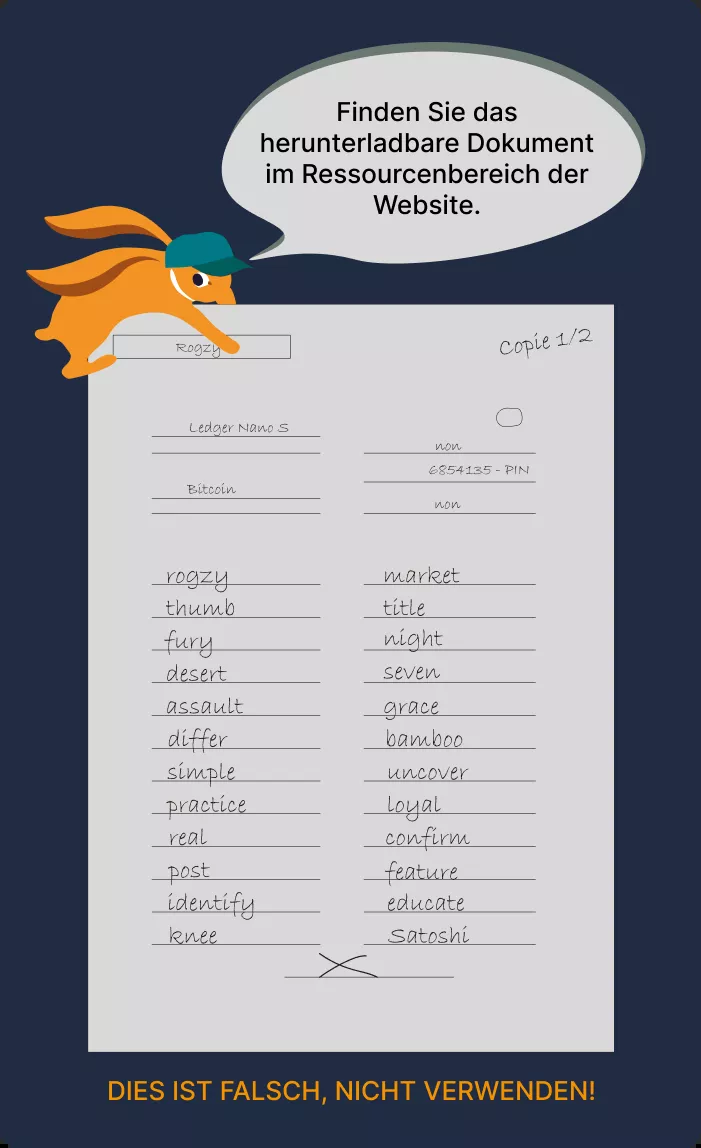 Finden Sie das
herunterladbare Dokument
im Ressourcenbereich der
Website.
Rogzy
Copie 1/2
Ledger Nano S
non
6854135 - PIN
Bitcoin
non
rogzy
thumb
fury
desert
assault
differ
simple
practice
real
post
identify
knee
market
title
night
seven
grace
bamboo
uncover
loyal
confirm
feature
educate
Satoshi
DIES IST FALSCH, NICHT VERWENDEN!